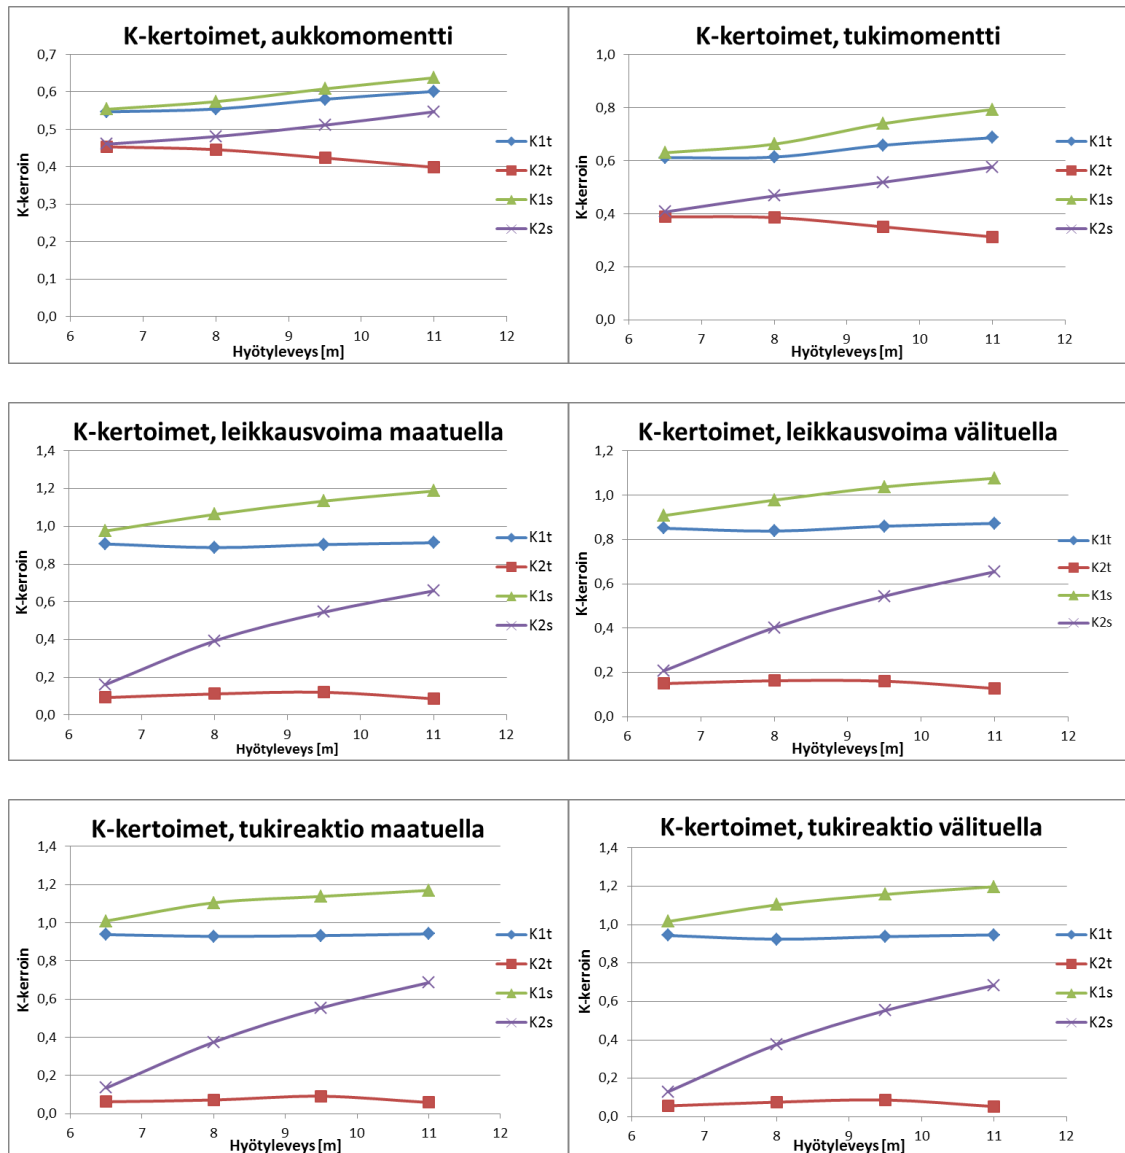 K-kertoimet, aukkomomentti
0,7
0,6
0,5
0,4
0,3
0,2
0,1
0,0
K-kerroin
6 7 8 9 10 11 12
Hyötyleveys [m]
K1t
K2t
K1s
K2s
K-kertoimet, tukimomentti
1,0
0,8
0,6
0,4
0,2
0,0
K-kerroin
6 7 8 9 10 11 12
Hyötyleveys [m]
K1t
K2t
K1s
K2s
K-kertoimet, leikkausvoima maatuella
1,4
1,2
1,0
0,8
0,6
0,4
0,2
0,0
K-kerroin
6 7 8 9 10 11 12
Hyötyleveys [m]
K1t
K2t
K1s
K2s
K-kertoimet, leikkausvoima välituella
1,2
1,0
0,8
0,6
0,4
0,2
0,0
K-kerroin
6 7 8 9 10 11 12
Hyötyleveys [m]
K1t
K2t
K1s
K2s
K-kertoimet, tukireaktio maatuella
1,4
1,2
1,0
0,8
0,6
0,4
0,2
0,0
K-kerroin
6 7 8 9 10 11 12
Hyötyleveys [m]
K1t
K2t
K1s
K2s
K-kertoimet, tukireaktio välituella
1,4
1,2
1,0
0,8
0,6
0,4
0,2
0,0
K-kerroin
6 7 8 9 10 11 12
Hyötyleveys [m]
K1t
K2t
K1s
K2s